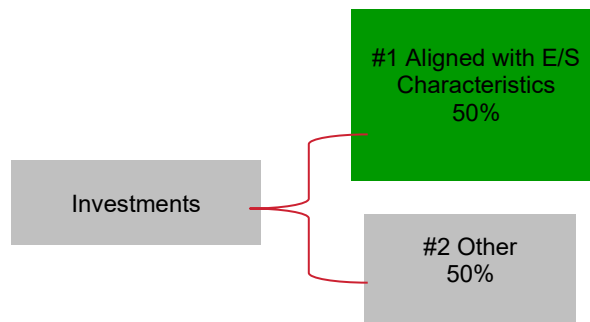 #1 Aligned with E/S
Characteristics
50%
Investments
#2 Other
50%